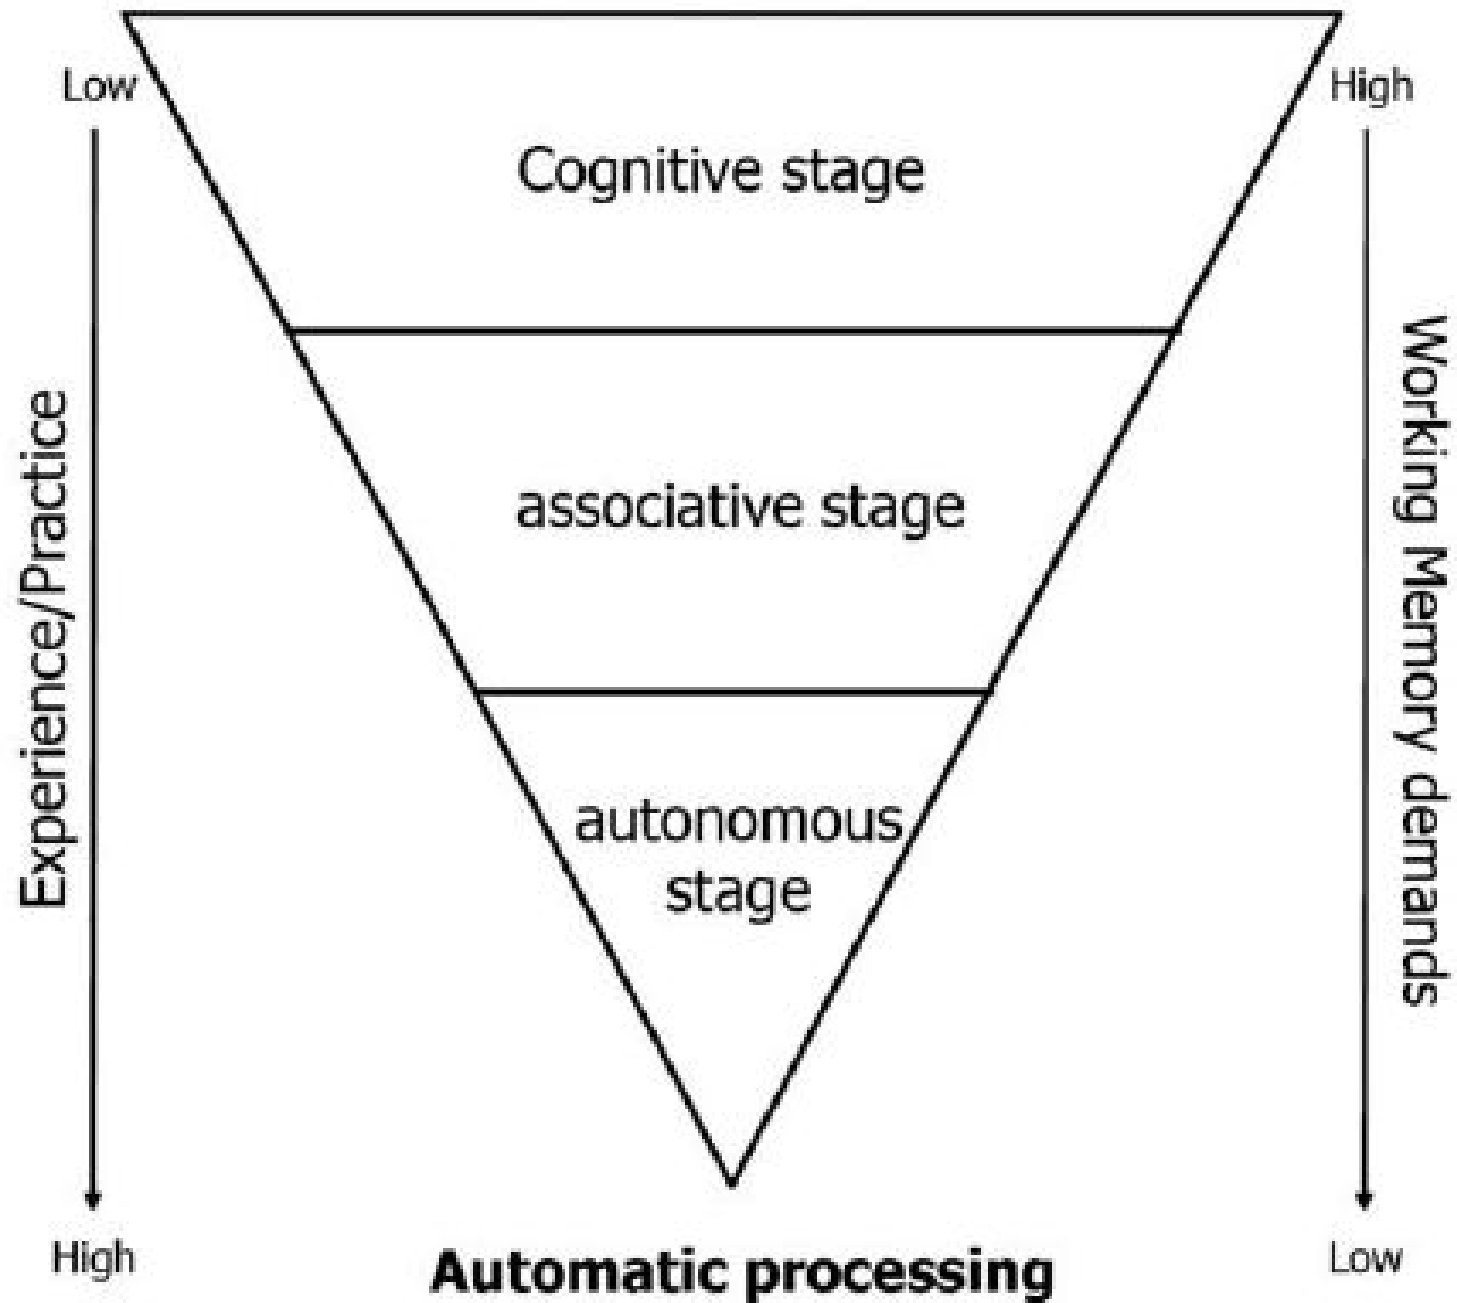 Low
High
Cognitive stage
Experience/Practice
associative stage
Working Memory demands
autonomous
stage
High
Automatic processing
Low